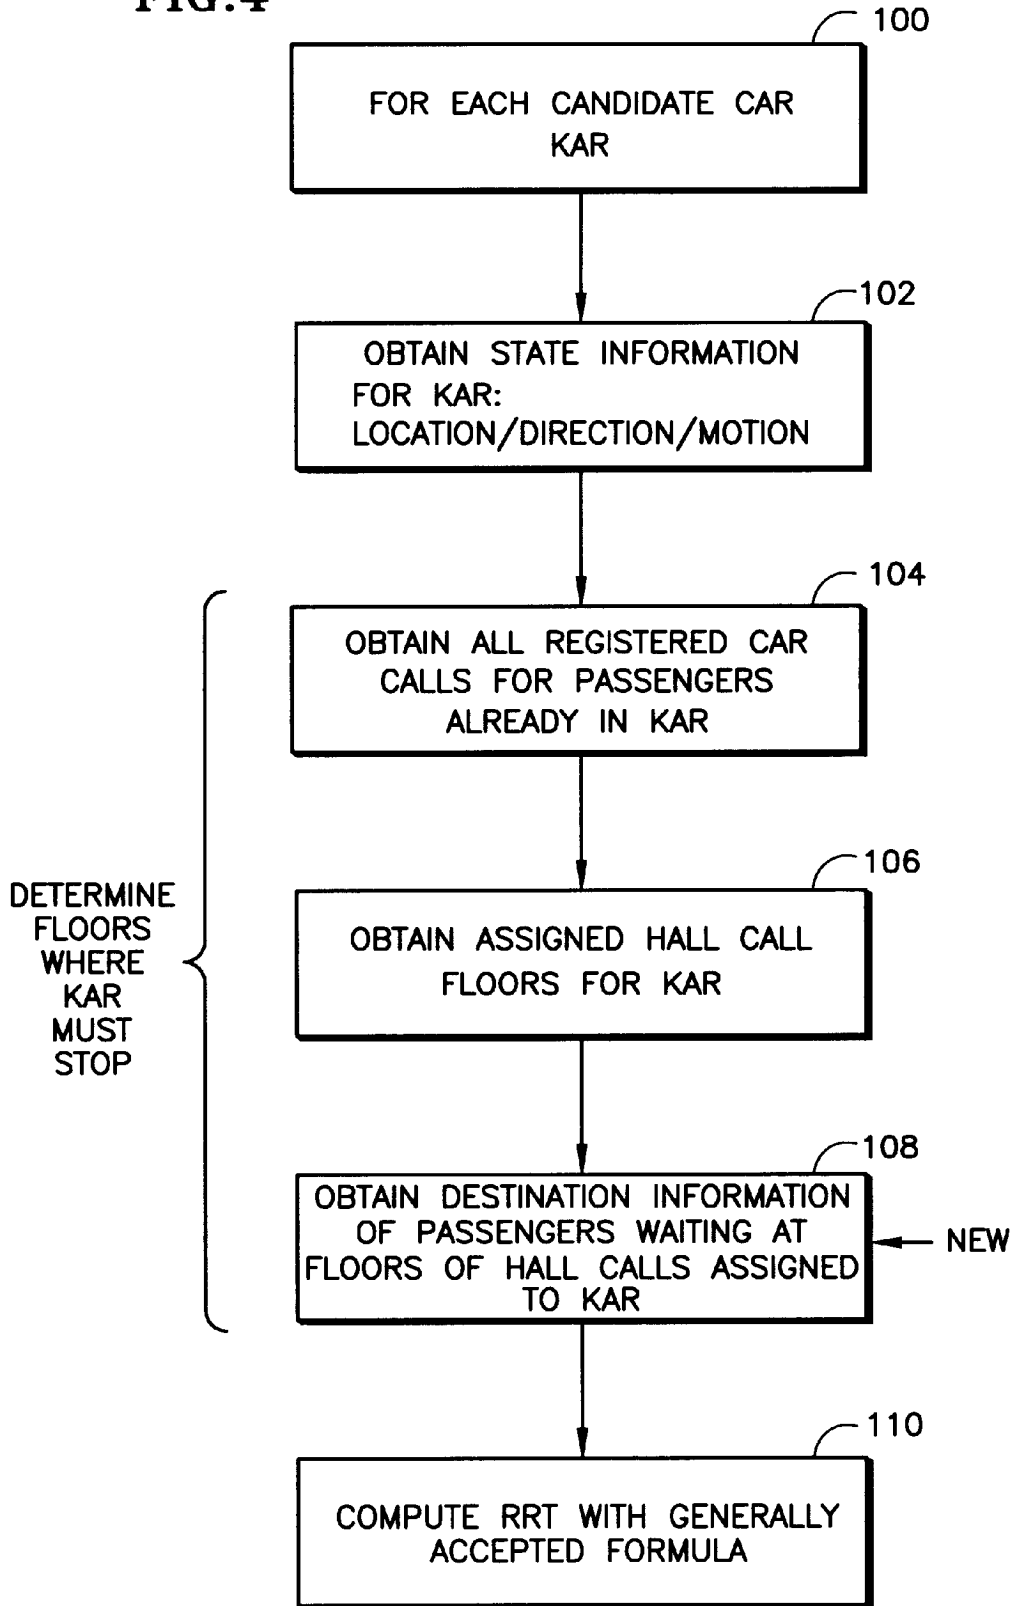 FIG.4
100
FOR EACH CANDIDATE CAR
KAR
102
OBTAIN STATE INFORMATION
FOR KAR:
LOCATION/DIRECTION/MOTION
104
OBTAIN ALL REGISTERED CAR
CALLS FOR PASSENGERS
ALREADY IN KAR
106
OBTAIN ASSIGNED HALL CALL
FLOORS FOR KAR
DETERMINE
FLOORS
WHERE
KAR
MUST
STOP
108
OBTAIN DESTINATION INFORMATION
OF PASSENGERS WAITING AT
FLOORS OF HALL CALLS ASSIGNED
TO KAR
NEW
110
COMPUTE RRT WITH GENERALLY
ACCEPTED FORMULA